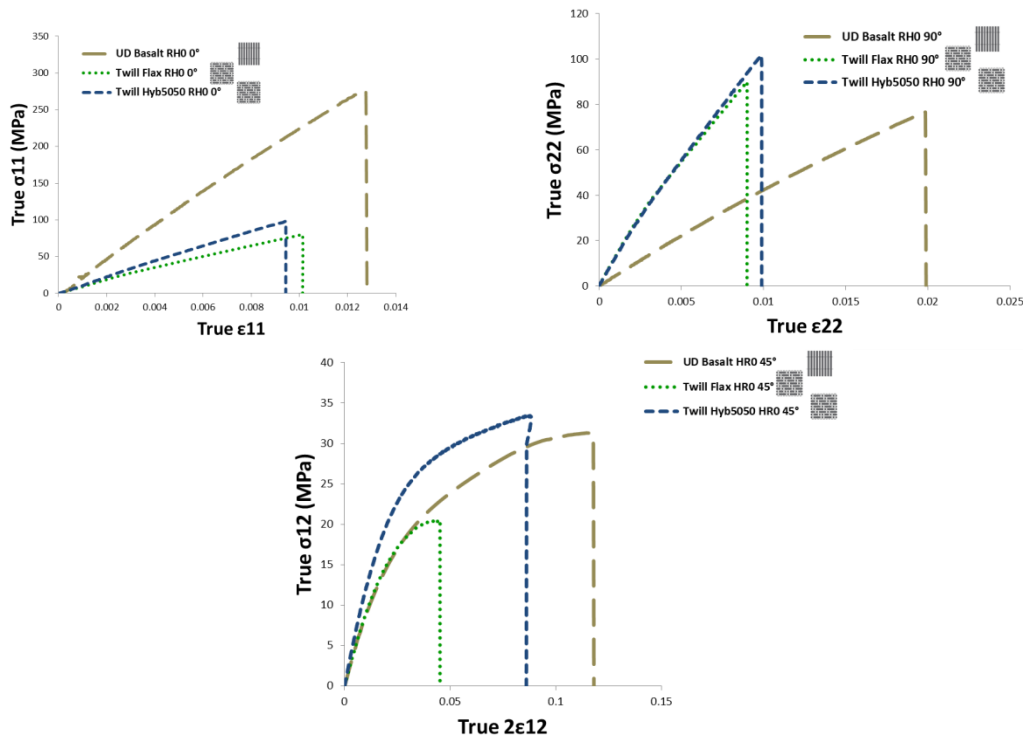 350
300
250
200
150
100
50
0
True σ11 (MPa)
UD Basalt RH0 0°
Twill Flax RH0 0°
Twill Hyb5050 RH0 0°
0 0.002 0.004 0.006 0.008 0.01 0.012 0.014
True ε11
120
100
80
60
40
20
0
True σ22 (MPa)
UD Basalt RH0 90°
Twill Flax RH0 90°
Twill Hyb5050 RH0 90°
0 0.005 0.01 0.015 0.02 0.025
True ε22
40
35
30
25
20
15
10
5
0
True σ12 (MPa)
UD Basalt HR0 45°
Twill Flax HR0 45°
Twill Hyb5050 HR0 45°
0 0.05 0.1 0.15
True 2ε12